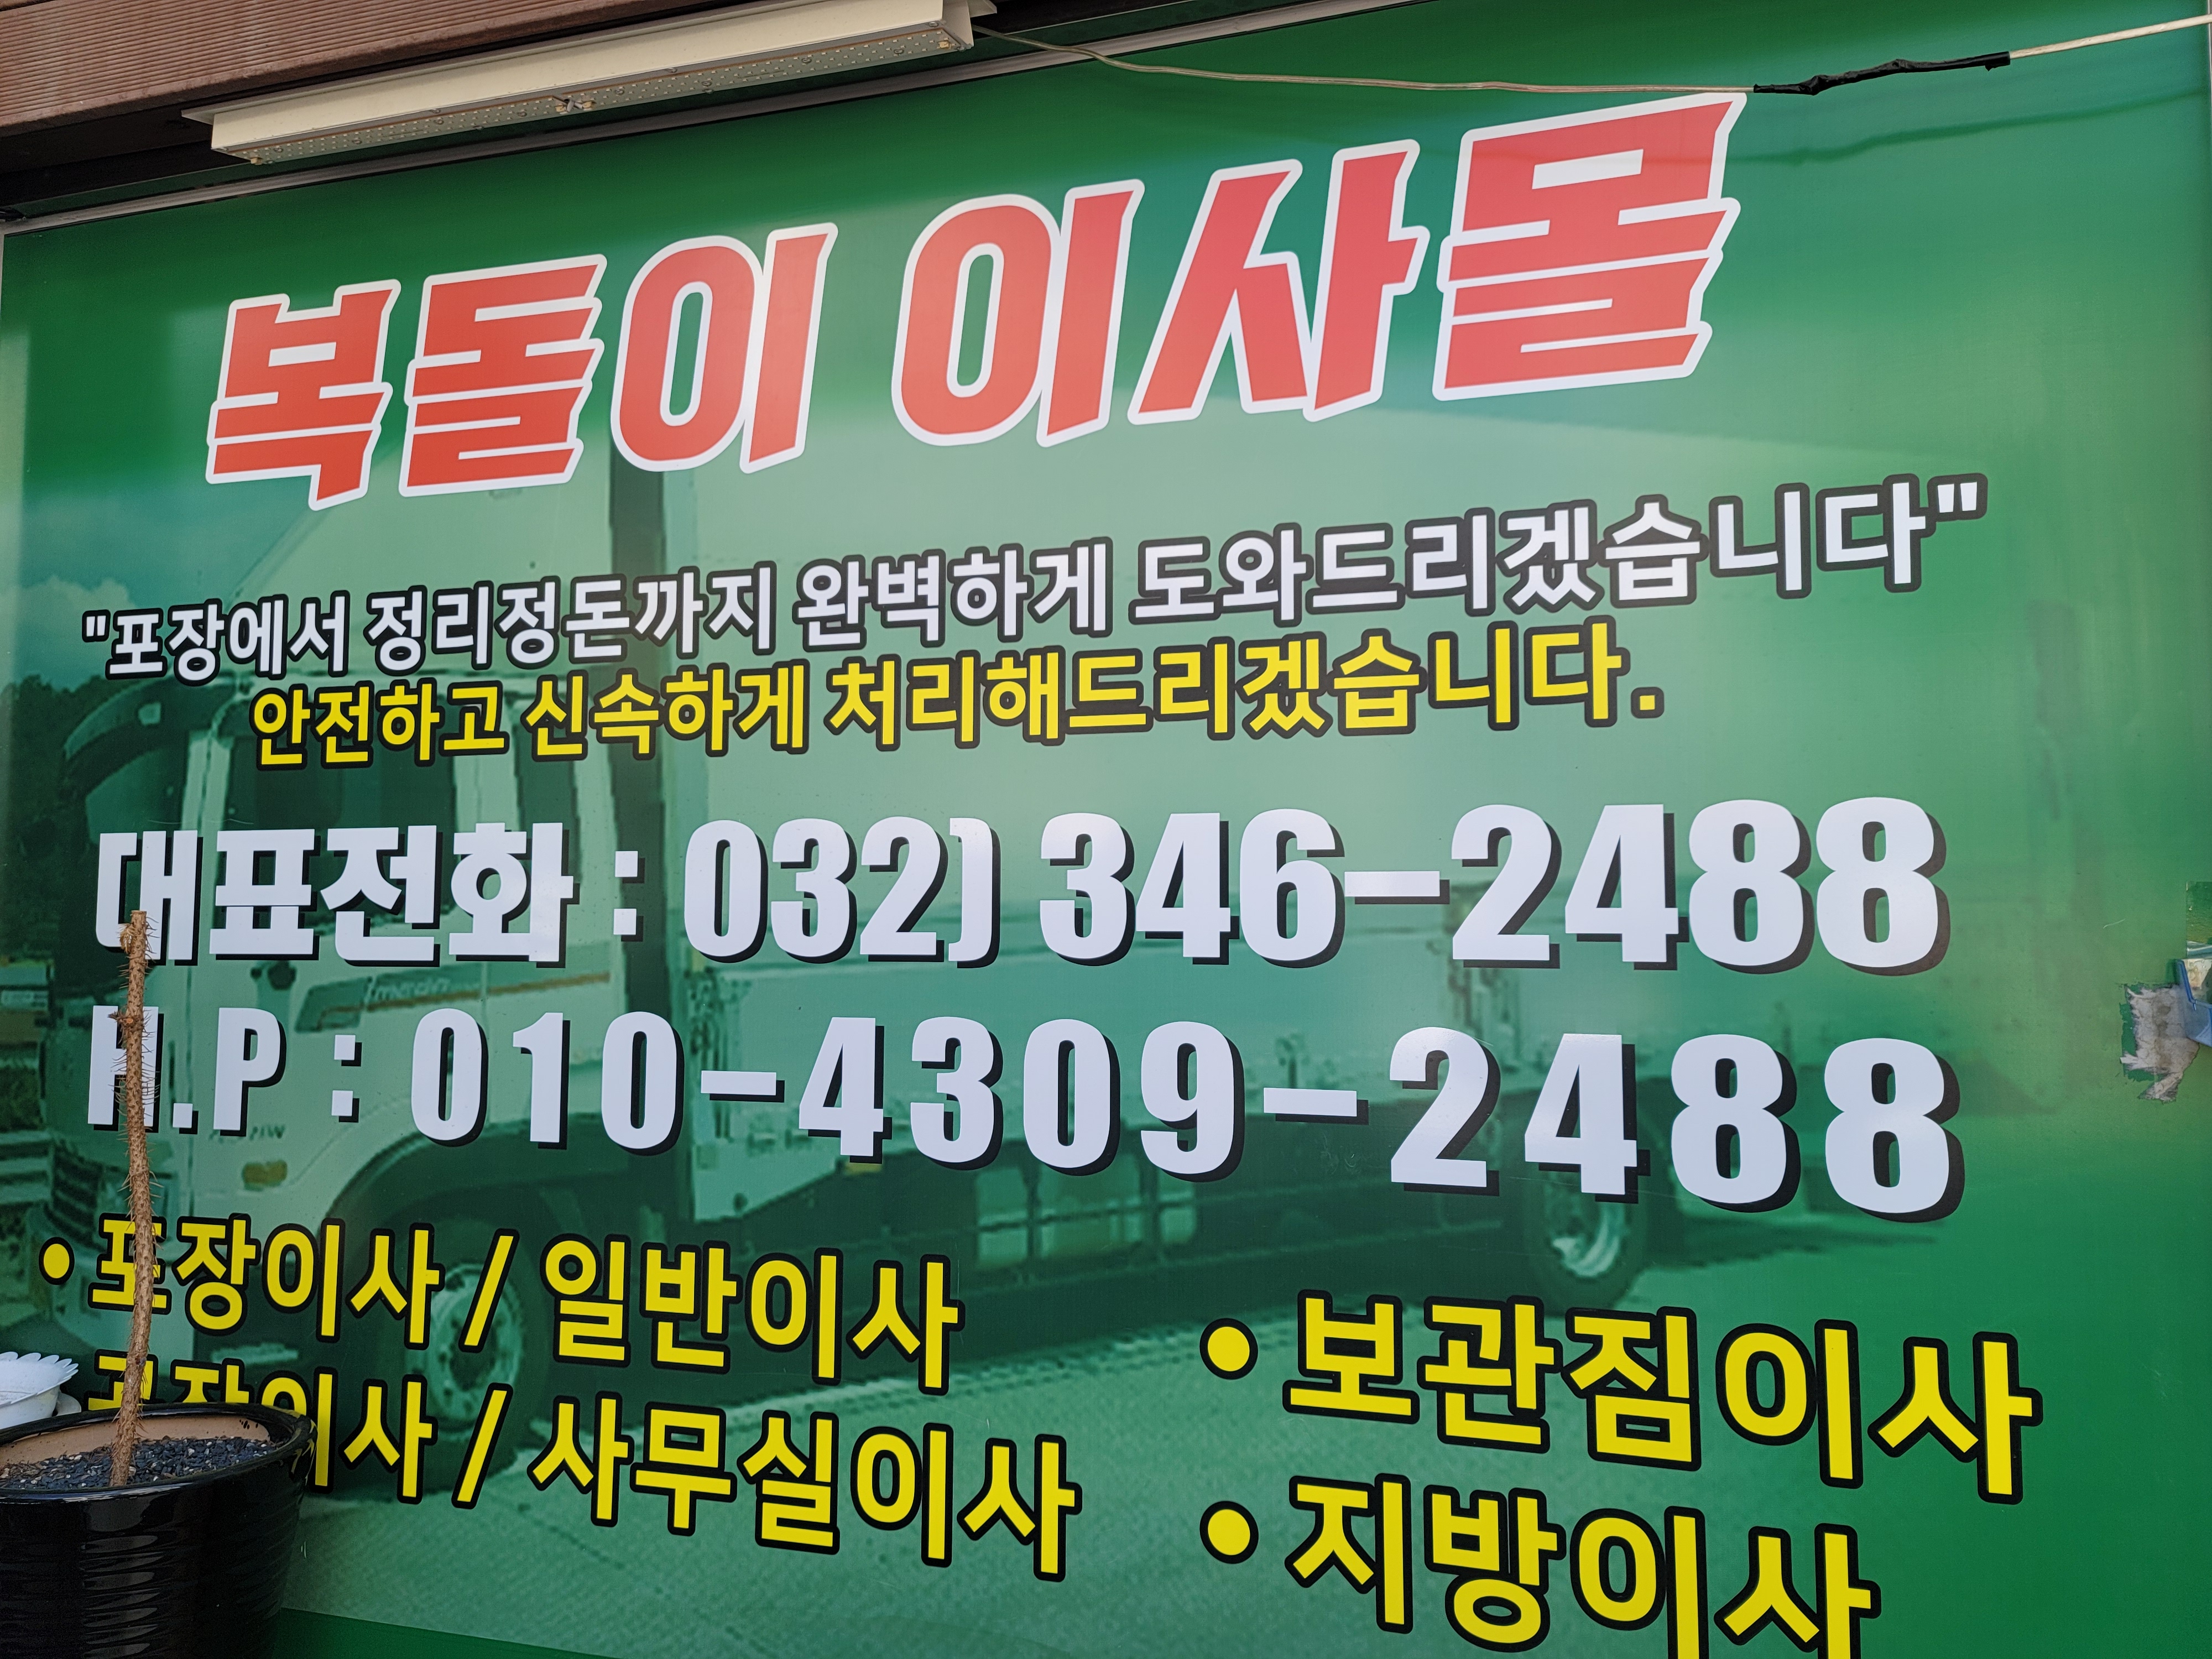 복돌이 이사몰
"포장에서 정리정돈까지 완벽하게 도와드리겠습니다"
안전하고 신속하게 처리해드리겠습니다.
대표전화 : 032) 346-2488
H.P : 010-4309-2488
• 포장이사 / 일반이사
/ 사무실이사
• 보관짐이사
• 지방이사